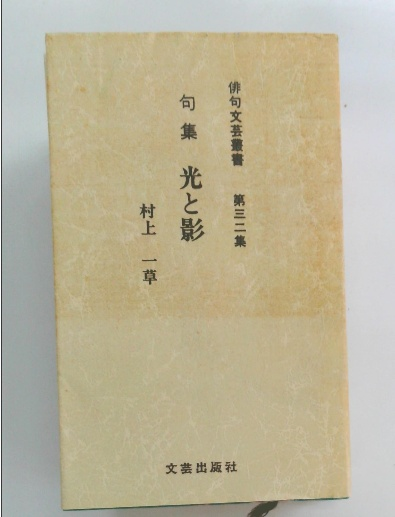 俳句文芸叢書　第三二集
句集　光と影
村上　一草
文芸出版社